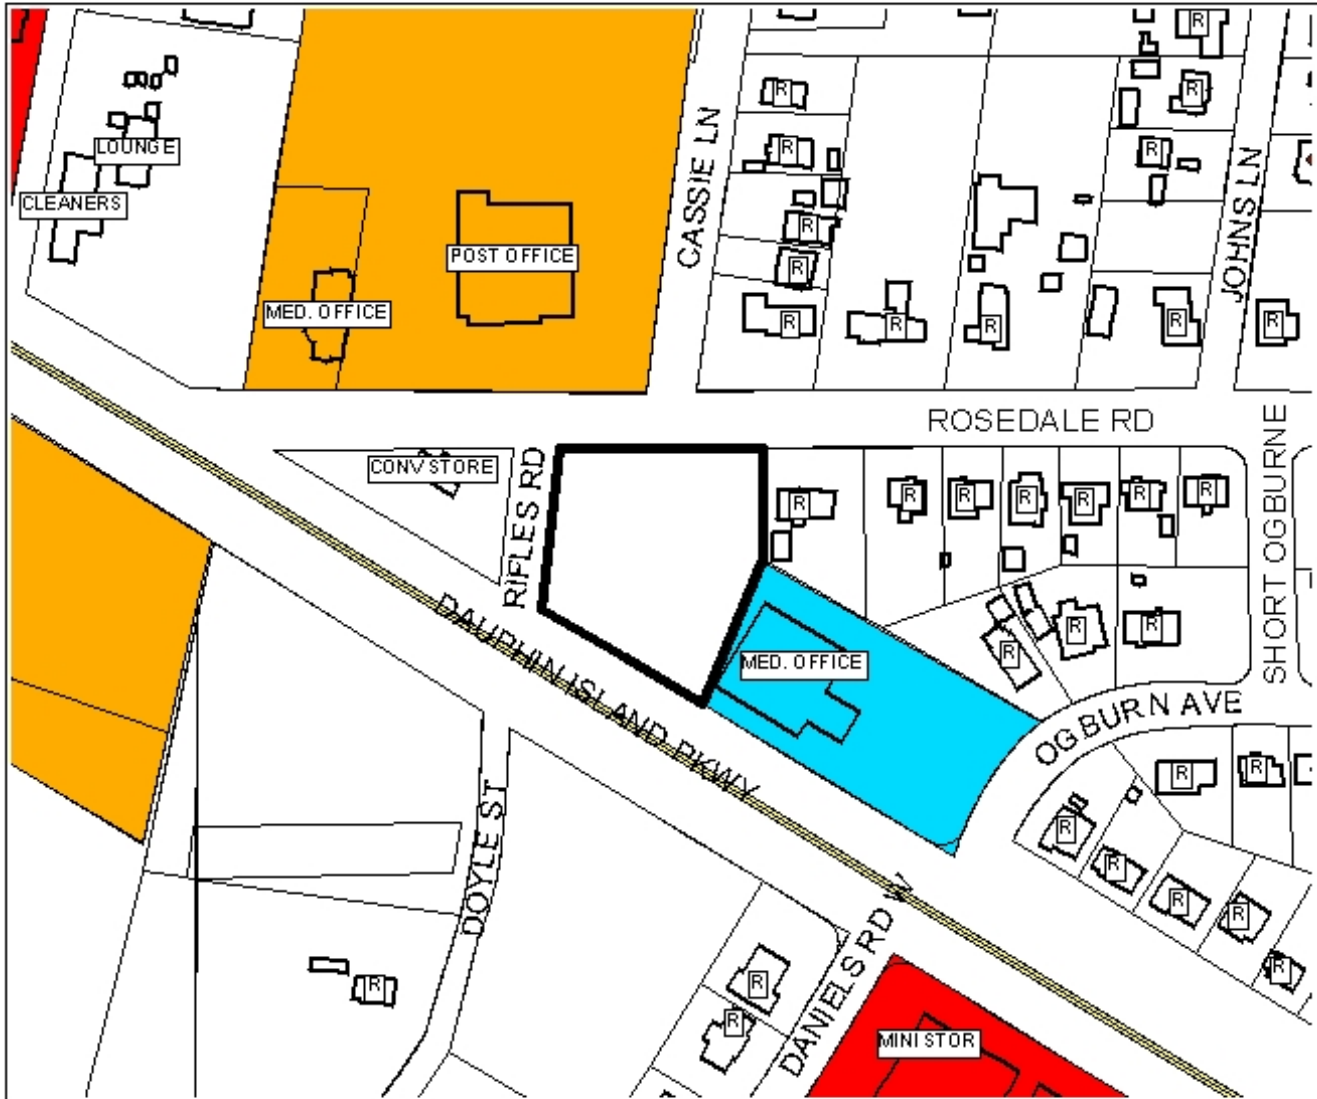 R
R
R
LOUNGE
CASSIE LN
R
R
CLEANERS
JOHNS LN
R
POST OFFICE
R
MED. OFFICE
R
R
R
R
R
ROSEDALE RD
SHORT OGBURNE
CONV STORE
RIFLES RD
R
R
R
R
R
R
R
DAUPHIN ISLAND PKWY
R
R
R
MED. OFFICE
OGBURN AVE
R
R
DOYLE ST
R
R
R
R
R
DANIELS RD W
R
R
R
MINI STOR